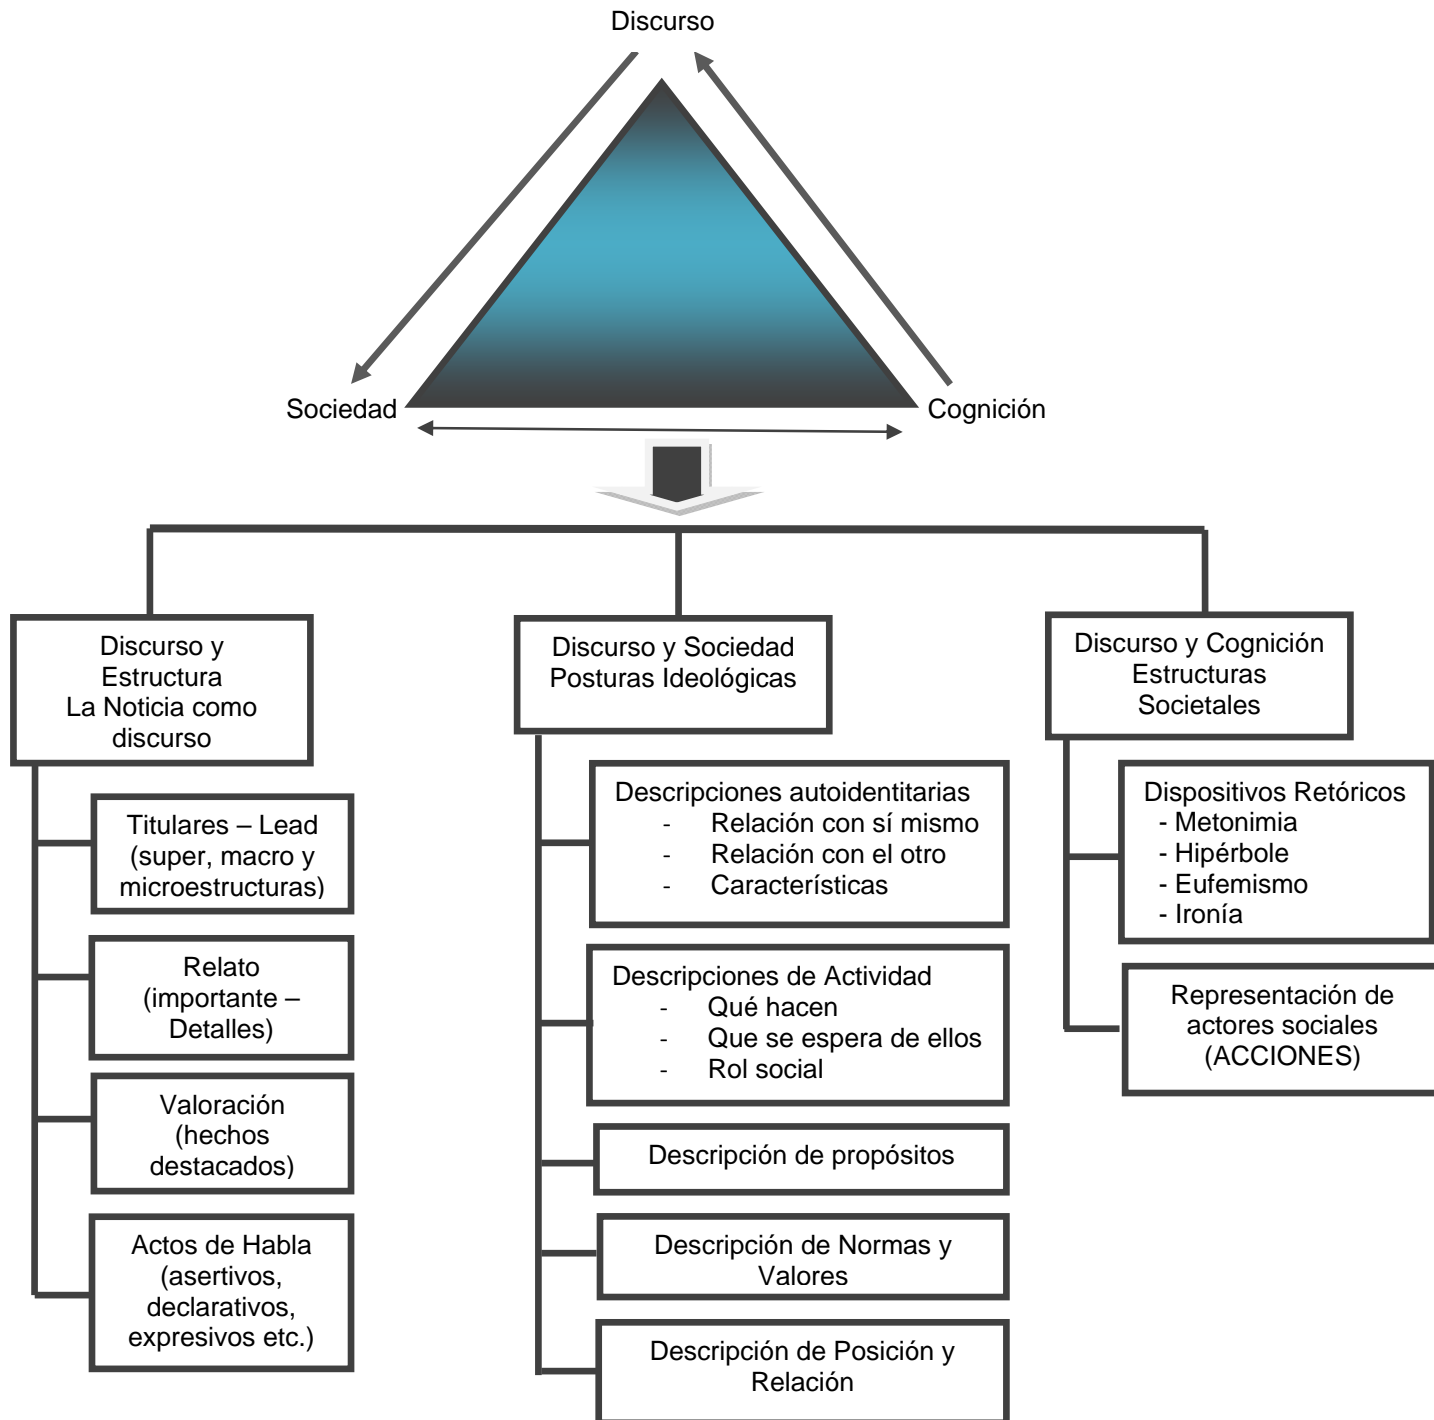 Discurso
Sociedad
Cognición
Discurso y
Estructura
La Noticia como
discurso
Titulares – Lead
(super, macro y
microestructuras)
Relato
(importante –
Detalles)
Valoración
(hechos
destacados)
Actos de Habla
(asertivos,
declarativos,
expresivos etc.)
Discurso y Sociedad
Posturas Ideológicas
Descripciones autoidentitarias
- Relación con sí mismo
- Relación con el otro
- Características
Descripciones de Actividad
- Qué hacen
- Que se espera de ellos
- Rol social
Descripción de propósitos
Descripción de Normas y
Valores
Descripción de Posición y
Relación
Discurso y Cognición
Estructuras
Societales
Dispositivos Retóricos
- Metonimia
- Hipérbole
- Eufemismo
- Ironía
Representación de
actores sociales
(ACCIONES)